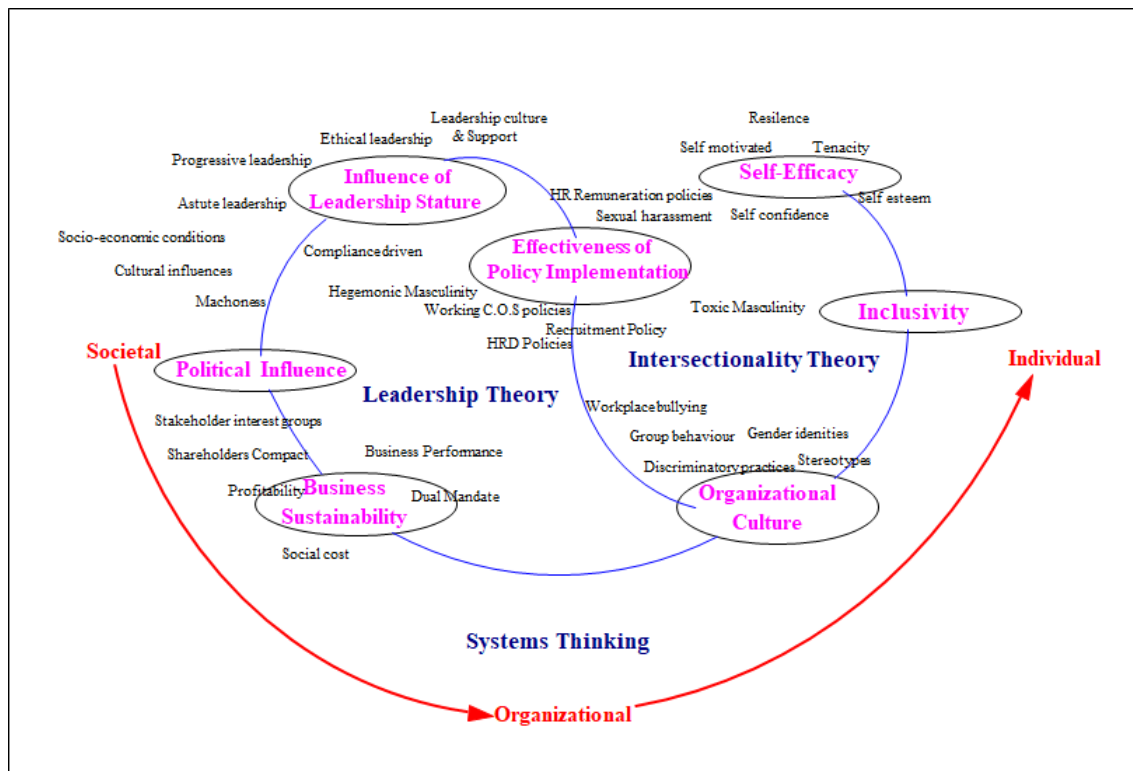 Resilence
Leadership culture
& Support
Ethical leadership
Self motivated
Tenacity
Progressive leadership
Influence of
Leadership Stature
Self-Efficacy
HR Remuneration policies
Self esteem
Astute leadership
Sexual harassment
Self confidence
Socio-economic conditions
Compliance driven
Effectiveness of
Policy Implementation
Cultural influences
Hegemonic Masculinity
Machoness
Working C.O.S policies
Toxic Masculinity
Inclusivity
Recruitment Policy
HRD Policies
Societal
Political Influence
Intersectionality Theory
Individual
Leadership Theory
Workplace bullying
Stakeholder interest groups
Group behaviour
Gender idenities
Shareholders Compact
Business Performance
Discriminatory practices
Stereotypes
Profitability
Business
Sustainability
Dual Mandate
Organizational
Culture
Social cost
Systems Thinking
Organizational